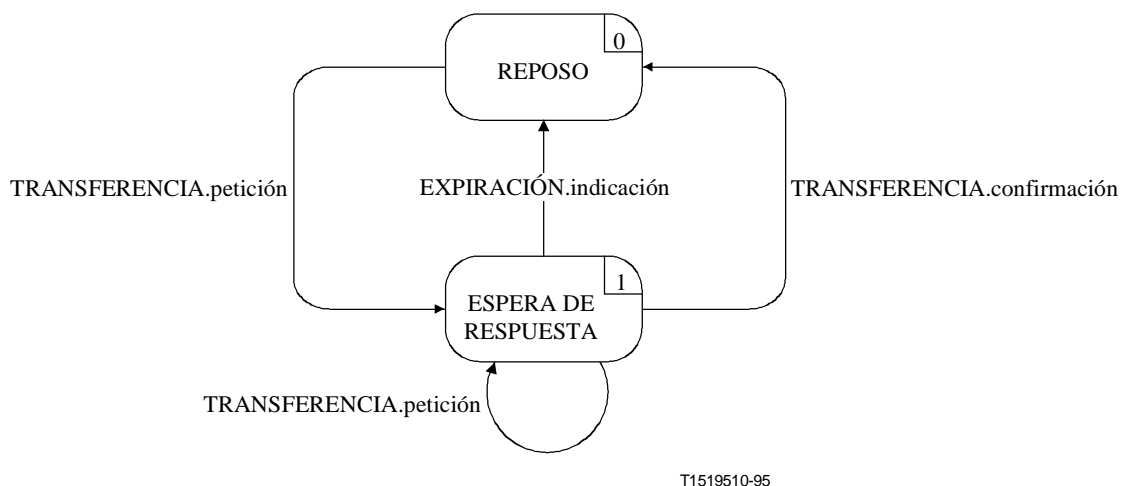 0
REPOSO
TRANSFERENCIA.petición
EXPIRACIÓN.indicación
TRANSFERENCIA.confirmación
1
ESPERA DE
RESPUESTA
TRANSFERENCIA.petición
T1519510-95